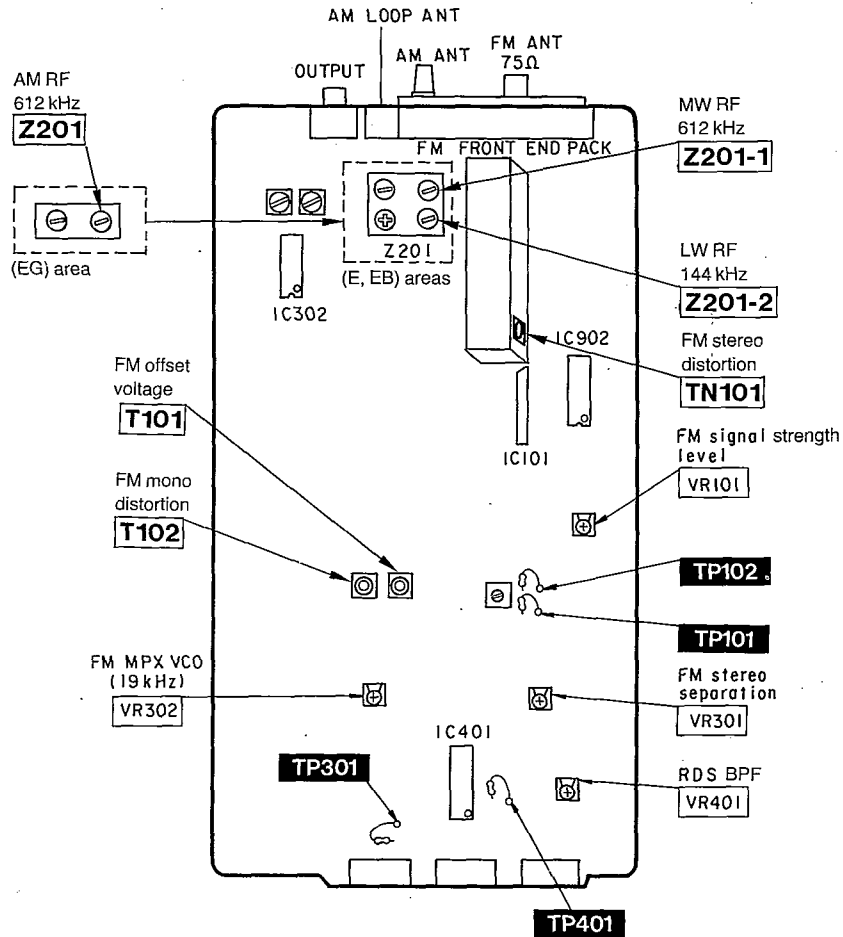 AM LOOP ANT
AM ANT
FM ANT
75Ω
OUTPUT
AM RF
612 kHz
Z201
MW RF
612 kHz
Z201-1
FM FRONT END PACK
(EG) area
Z201
(E, EB) areas
LW RF
144 kHz
Z201-2
IC302
IC902
FM stereo
distortion
TN101
FM offset
voltage
T101
IC101
FM signal strength
level
VR101
FM mono
distortion
T102
TP102
TP101
FM MPX VCO
(19 kHz)
VR302
FM stereo
separation
VR301
IC401
TP301
RDS BPF
VR401
TP401